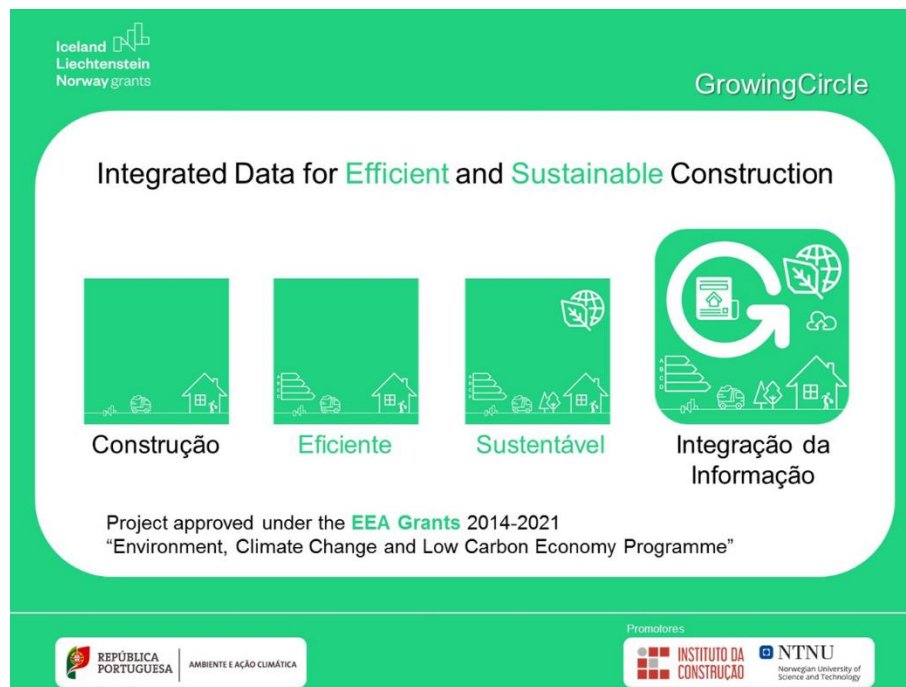 Iceland
Liechtenstein
Norway grants
GrowingCircle
Integrated Data for Efficient and Sustainable Construction
A
B
C
D
A
B
C
D
A
B
C
D
Construção
Eficiente
Sustentável
Integração da
Informação
Project approved under the EEA Grants 2014-2021
“Environment, Climate Change and Low Carbon Economy Programme”
Promotores
REPÚBLICA
PORTUGUESA
AMBIENTE E AÇÃO CLIMÁTICA
INSTITUTO DA
CONSTRUÇÃO
NTNU
Norwegian University of
Science and Technology